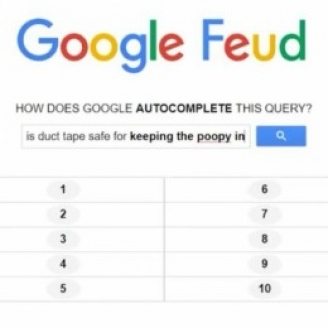 Google Feud
HOW DOES GOOGLE AUTOCOMPLETE THIS QUERY?
is duct tape safe for keeping the poopy in
1 6
2 7
3 8
4 9
5 10